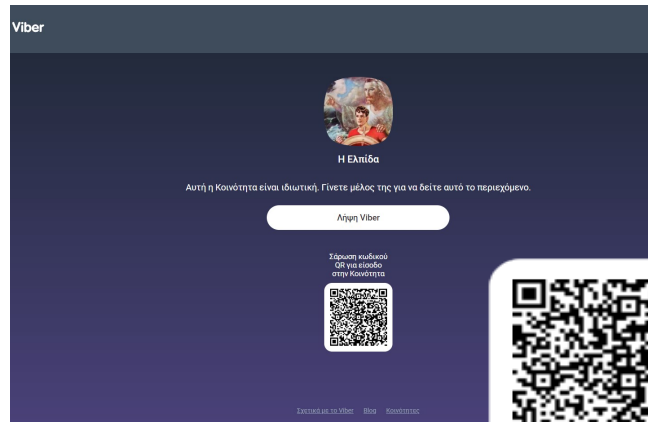 Viber
Η Ελπίδα
Αυτή η Κοινότητα είναι ιδιωτική. Γίνετε μέλος της για να δείτε αυτό το περιεχόμενο.
Λήψη Viber
Σάρωση κωδικού
QR για είσοδο
στην Κοινότητα
Σχετικά με το Viber Blog Κοινότητες